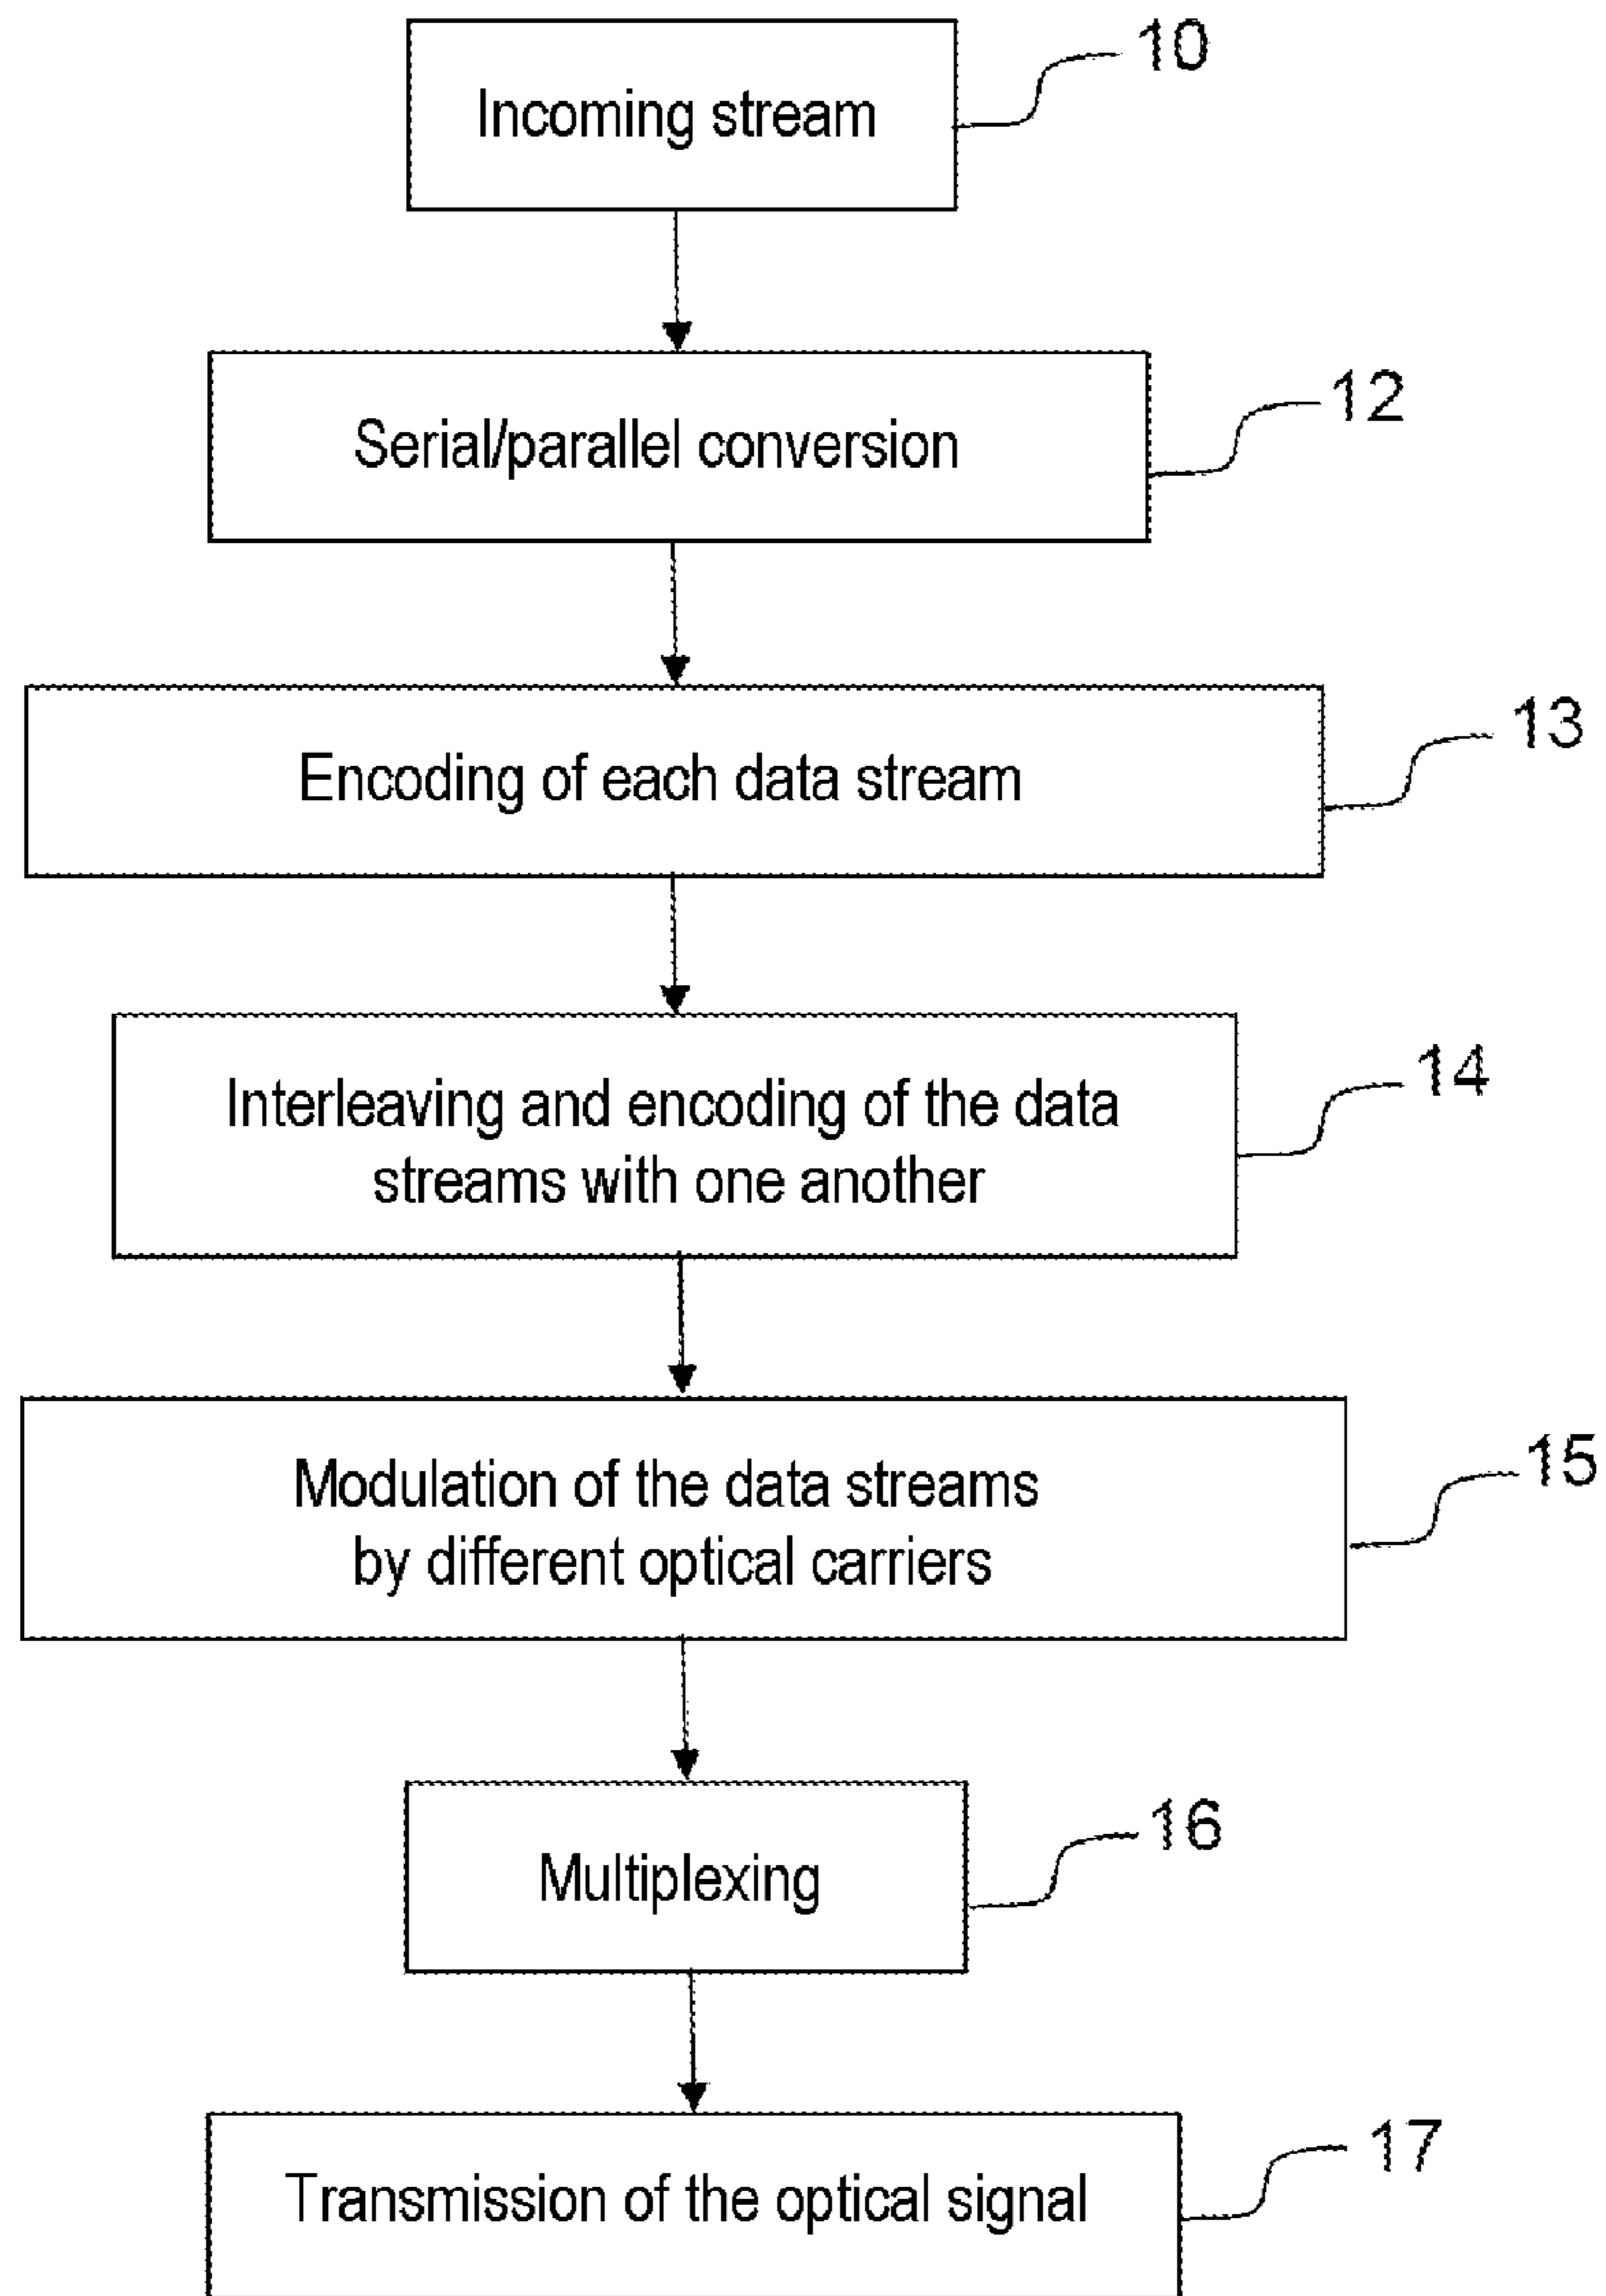 10
Incoming stream
12
Serial/parallel conversion
13
Encoding of each data stream
14
Interleaving and encoding of the data
streams with one another
15
Modulation of the data streams
by different optical carriers
16
Multiplexing
17
Transmission of the optical signal